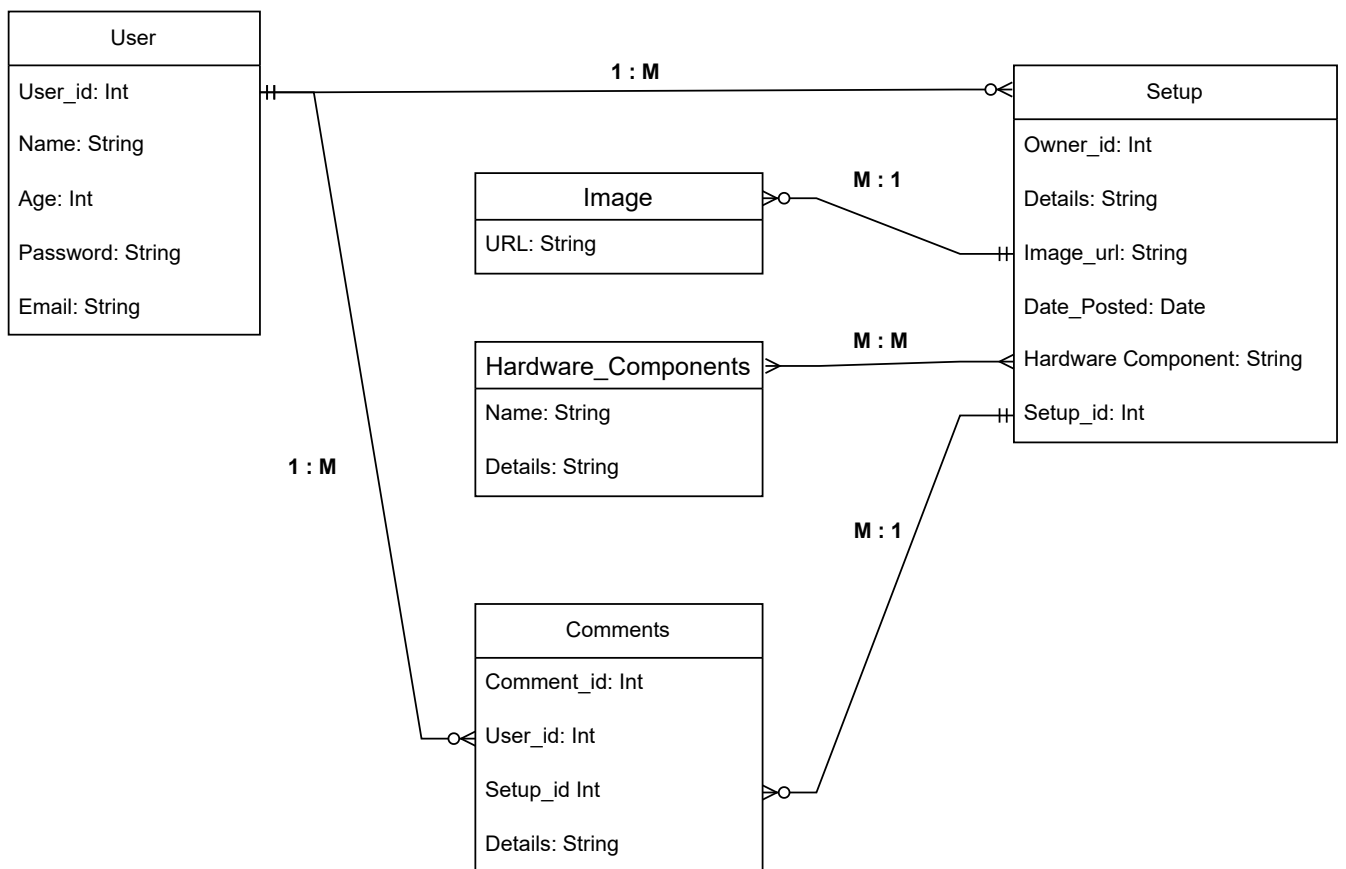 User
User_id: Int
Name: String
Age: Int
Password: String
Email: String
1 : M
Setup
Owner_id: Int
Details: String
Image_url: String
Date_Posted: Date
Hardware Component: String
Setup_id: Int
M : 1
Image
URL: String
M : M
Hardware_Components
Name: String
Details: String
1 : M
M : 1
Comments
Comment_id: Int
User_id: Int
Setup_id Int
Details: String